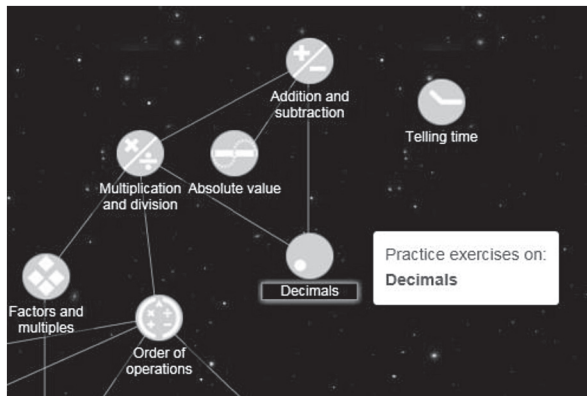 Addition and
subtraction
Telling time
Multiplication
and division
Absolute value
Practice exercises on:
Decimals
Decimals
Factors and
multiples
Order of
operations